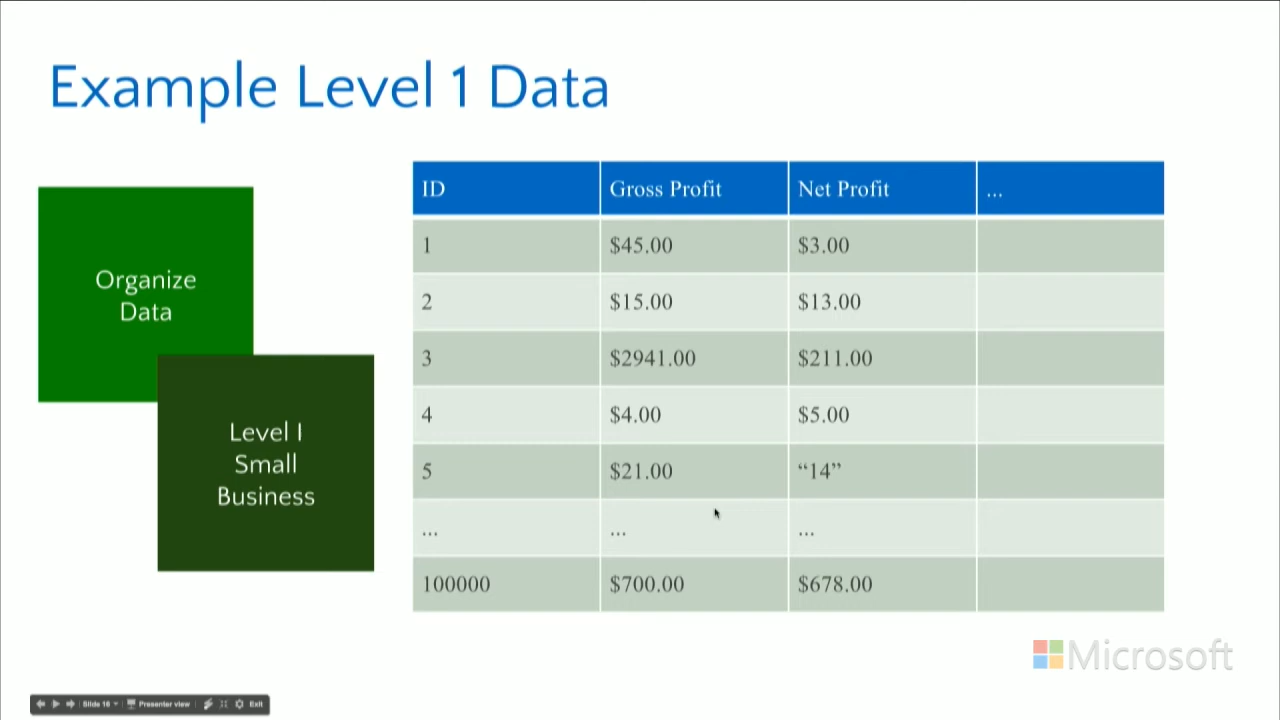 Example Level 1 Data
Organize
Data
Level I
Small
Business
ID Gross Profit Net Profit ...
1 $45.00 $3.00
2 $15.00 $13.00
3 $2941.00 $211.00
4 $4.00 $5.00
5 $21.00 “14”
... ... ...
100000 $700.00 $678.00
Microsoft
Slide 16 Presenter view Exit